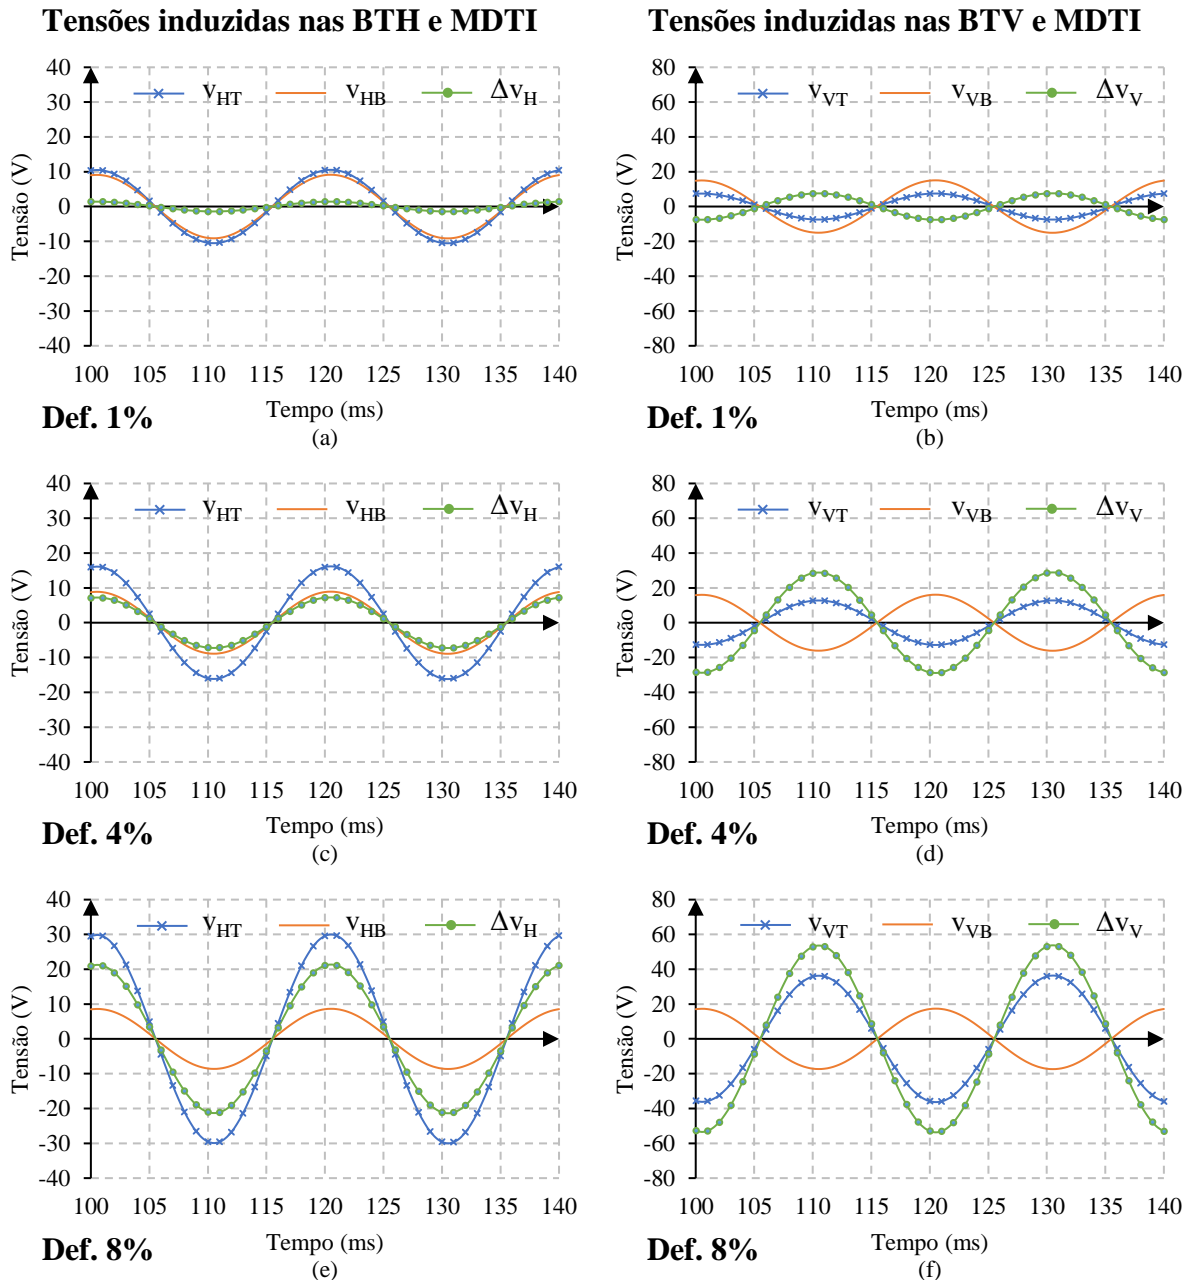 Tensões induzidas nas BTH e MDTI
Tensões induzidas nas BTV e MDTI
40
30
20
10
0
-10
-20
-30
-40
Tensão (V)
v_HT v_HB Δv_H
100 105 110 115 120 125 130 135 140
Tempo (ms)
Def. 1%
(a)
80
60
40
20
0
-20
-40
-60
-80
Tensão (V)
v_VT v_VB Δv_V
100 105 110 115 120 125 130 135 140
Tempo (ms)
Def. 1%
(b)
40
30
20
10
0
-10
-20
-30
-40
Tensão (V)
v_HT v_HB Δv_H
100 105 110 115 120 125 130 135 140
Tempo (ms)
Def. 4%
(c)
80
60
40
20
0
-20
-40
-60
-80
Tensão (V)
v_VT v_VB Δv_V
100 105 110 115 120 125 130 135 140
Tempo (ms)
Def. 4%
(d)
40
30
20
10
0
-10
-20
-30
-40
Tensão (V)
v_HT v_HB Δv_H
100 105 110 115 120 125 130 135 140
Tempo (ms)
Def. 8%
(e)
80
60
40
20
0
-20
-40
-60
-80
Tensão (V)
v_VT v_VB Δv_V
100 105 110 115 120 125 130 135 140
Tempo (ms)
Def. 8%
(f)